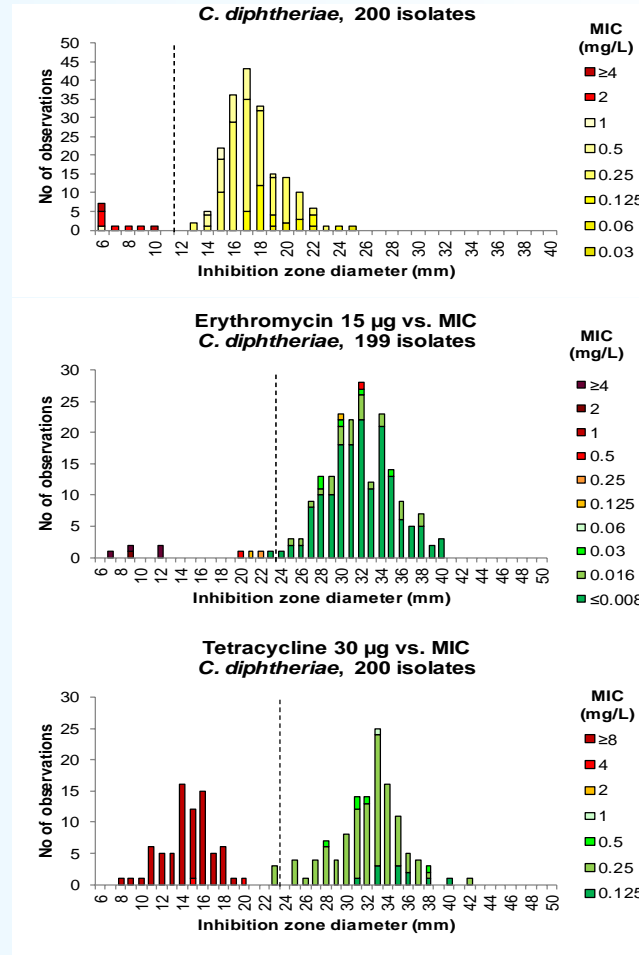 C. diphtheriae, 200 isolates
MIC
(mg/L)
≥4
2
1
0.5
0.25
0.125
0.06
0.03
No of observations
50
45
40
35
30
25
20
15
10
5
0
6 8 10 12 14 16 18 20 22 24 26 28 30 32 34 36 38 40
Inhibition zone diameter (mm)
Erythromycin 15 µg vs. MIC
C. diphtheriae, 199 isolates
MIC
(mg/L)
≥4
2
1
0.5
0.25
0.125
0.06
0.03
0.016
≤0.008
No of observations
30
25
20
15
10
5
0
6 8 10 12 14 16 18 20 22 24 26 28 30 32 34 36 38 40 42 44 46 48 50
Inhibition zone diameter (mm)
Tetracycline 30 µg vs. MIC
C. diphtheriae, 200 isolates
MIC
(mg/L)
≥8
4
2
1
0.5
0.25
0.125
No of observations
30
25
20
15
10
5
0
6 8 10 12 14 16 18 20 22 24 26 28 30 32 34 36 38 40 42 44 46 48 50
Inhibition zone diameter (mm)